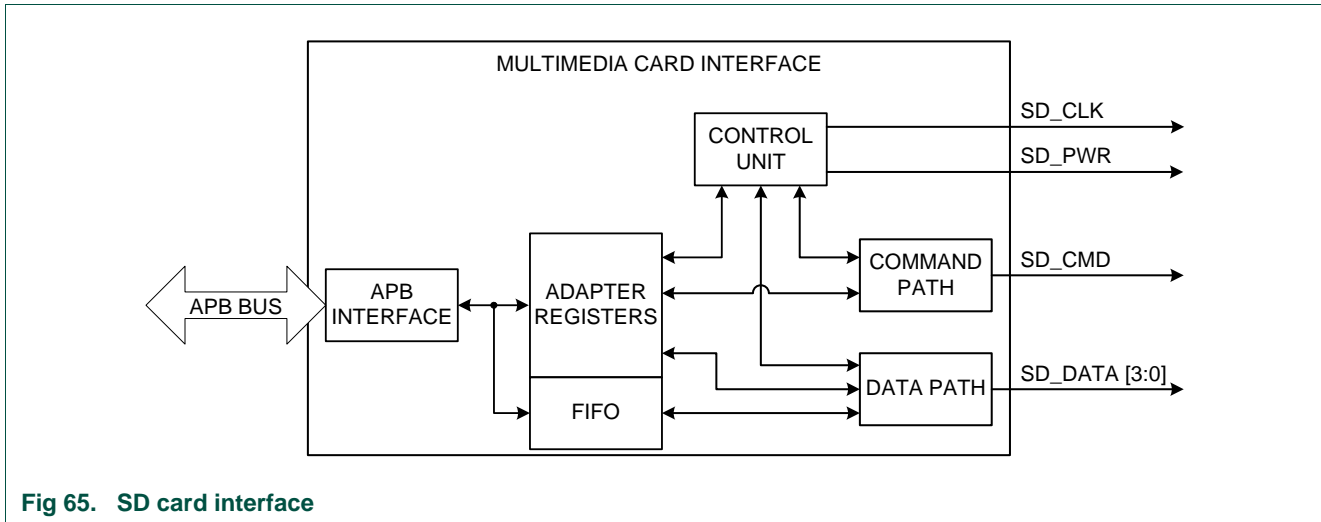 MULTIMEDIA CARD INTERFACE
SD_CLK
CONTROL
UNIT
SD_PWR
APB BUS
APB
INTERFACE
ADAPTER
REGISTERS
COMMAND
PATH
SD_CMD
FIFO
DATA PATH
SD_DATA [3:0]
Fig 65. SD card interface